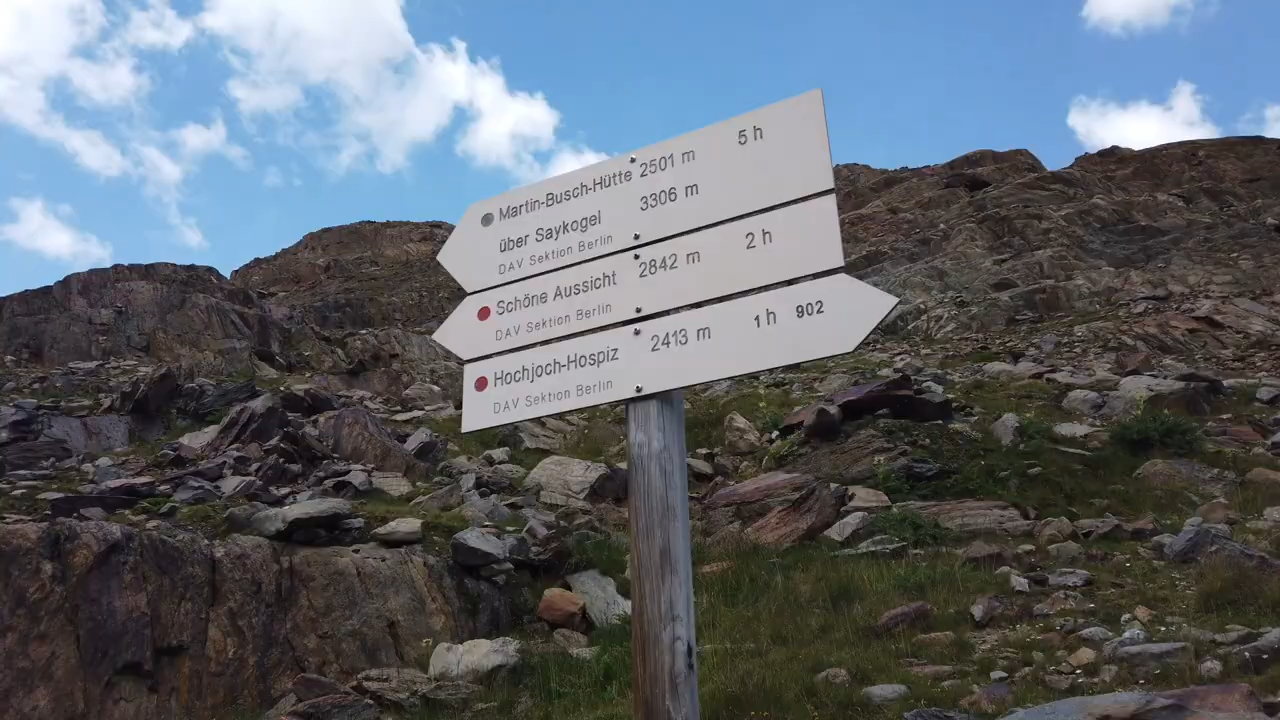 Martin-Busch-Hütte 2501 m 5 h
über Saykogel 3306 m
DAV Sektion Berlin
Schöne Aussicht 2842 m 2 h
DAV Sektion Berlin
Hochjoch-Hospiz 2413 m 1 h 902
DAV Sektion Berlin